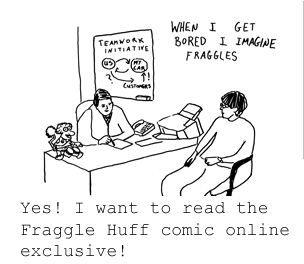 WHEN I GET
BORED I IMAGINE
FRAGGLES
TEAMWORK
INITIATIVE
US
MY
CAR
?
!
CUSTOMERS
Yes! I want to read the
Fraggle Huff comic online
exclusive!